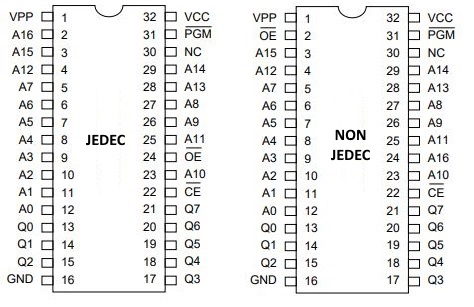 VPP 1 32 VCC VPP 1 32 VCC
A16 2 31 PGM OE 2 31 PGM
A15 3 30 NC A15 3 30 NC
A12 4 29 A14 A12 4 29 A14
A7 5 28 A13 A7 5 28 A13
A6 6 27 A8 A6 6 27 A8
A5 7 26 A9 A5 7 26 A9
A4 8 JEDEC 25 A11 A4 8 NON 25 A11
A3 9 24 OE A3 9 JEDEC 24 A16
A2 10 23 A10 A2 10 23 A10
A1 11 22 CE A1 11 22 CE
A0 12 21 Q7 A0 12 21 Q7
Q0 13 20 Q6 Q0 13 20 Q6
Q1 14 19 Q5 Q1 14 19 Q5
Q2 15 18 Q4 Q2 15 18 Q4
GND 16 17 Q3 GND 16 17 Q3